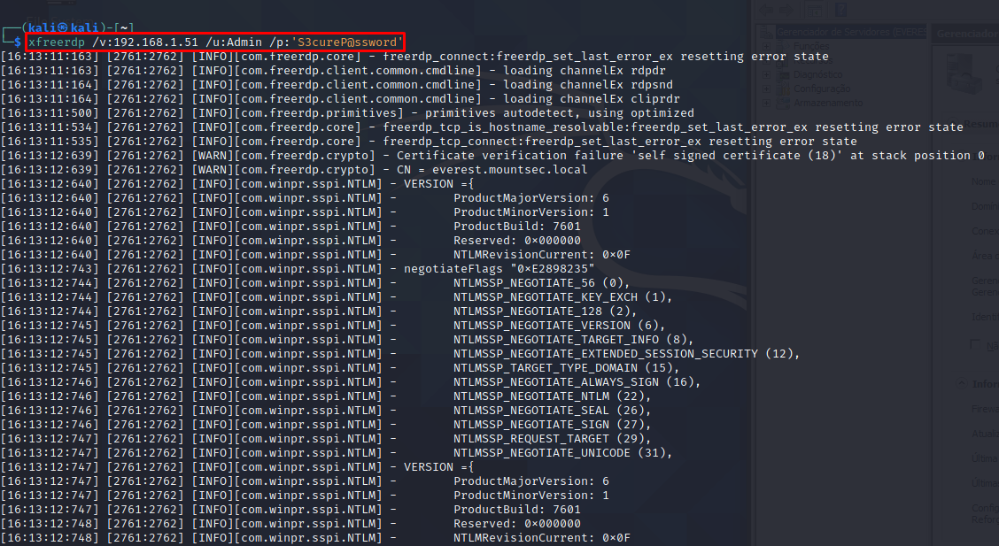 (kali㉿kali)-[~]
$ xfreerdp /v:192.168.1.51 /u:Admin /p:'S3cureP@ssword'
[16:13:11:163] [2761:2762] [INFO][com.freerdp.core] - freerdp_connect:freerdp_set_last_error_ex resetting error state
[16:13:11:164] [2761:2762] [INFO][com.freerdp.client.common.cmdline] - loading channelEx rdpdr
[16:13:11:164] [2761:2762] [INFO][com.freerdp.client.common.cmdline] - loading channelEx rdpsnd
[16:13:11:164] [2761:2762] [INFO][com.freerdp.client.common.cmdline] - loading channelEx cliprdr
[16:13:11:500] [2761:2762] [INFO][com.freerdp.primitives] - primitives autodetect, using optimized
[16:13:11:534] [2761:2762] [INFO][com.freerdp.core] - freerdp_tcp_is_hostname_resolvable:freerdp_set_last_error_ex resetting error state
[16:13:11:535] [2761:2762] [INFO][com.freerdp.core] - freerdp_tcp_connect:freerdp_set_last_error_ex resetting error state
[16:13:12:639] [2761:2762] [WARN][com.freerdp.crypto] - Certificate verification failure 'self signed certificate (18)' at stack position 0
[16:13:12:639] [2761:2762] [WARN][com.freerdp.crypto] - CN = everest.mountsec.local
[16:13:12:640] [2761:2762] [INFO][com.winpr.sspi.NTLM] - VERSION ={
[16:13:12:640] [2761:2762] [INFO][com.winpr.sspi.NTLM] - ProductMajorVersion: 6
[16:13:12:640] [2761:2762] [INFO][com.winpr.sspi.NTLM] - ProductMinorVersion: 1
[16:13:12:640] [2761:2762] [INFO][com.winpr.sspi.NTLM] - ProductBuild: 7601
[16:13:12:640] [2761:2762] [INFO][com.winpr.sspi.NTLM] - Reserved: 0×000000
[16:13:12:640] [2761:2762] [INFO][com.winpr.sspi.NTLM] - NTLMRevisionCurrent: 0×0F
[16:13:12:743] [2761:2762] [INFO][com.winpr.sspi.NTLM] - negotiateFlags "0×E2898235"
[16:13:12:744] [2761:2762] [INFO][com.winpr.sspi.NTLM] - NTLMSSP_NEGOTIATE_56 (0),
[16:13:12:744] [2761:2762] [INFO][com.winpr.sspi.NTLM] - NTLMSSP_NEGOTIATE_KEY_EXCH (1),
[16:13:12:744] [2761:2762] [INFO][com.winpr.sspi.NTLM] - NTLMSSP_NEGOTIATE_128 (2),
[16:13:12:745] [2761:2762] [INFO][com.winpr.sspi.NTLM] - NTLMSSP_NEGOTIATE_VERSION (6),
[16:13:12:745] [2761:2762] [INFO][com.winpr.sspi.NTLM] - NTLMSSP_NEGOTIATE_TARGET_INFO (8),
[16:13:12:745] [2761:2762] [INFO][com.winpr.sspi.NTLM] - NTLMSSP_NEGOTIATE_EXTENDED_SESSION_SECURITY (12),
[16:13:12:745] [2761:2762] [INFO][com.winpr.sspi.NTLM] - NTLMSSP_TARGET_TYPE_DOMAIN (15),
[16:13:12:746] [2761:2762] [INFO][com.winpr.sspi.NTLM] - NTLMSSP_NEGOTIATE_ALWAYS_SIGN (16),
[16:13:12:746] [2761:2762] [INFO][com.winpr.sspi.NTLM] - NTLMSSP_NEGOTIATE_NTLM (22),
[16:13:12:746] [2761:2762] [INFO][com.winpr.sspi.NTLM] - NTLMSSP_NEGOTIATE_SEAL (26),
[16:13:12:746] [2761:2762] [INFO][com.winpr.sspi.NTLM] - NTLMSSP_NEGOTIATE_SIGN (27),
[16:13:12:747] [2761:2762] [INFO][com.winpr.sspi.NTLM] - NTLMSSP_REQUEST_TARGET (29),
[16:13:12:747] [2761:2762] [INFO][com.winpr.sspi.NTLM] - NTLMSSP_NEGOTIATE_UNICODE (31),
[16:13:12:747] [2761:2762] [INFO][com.winpr.sspi.NTLM] - VERSION ={
[16:13:12:747] [2761:2762] [INFO][com.winpr.sspi.NTLM] - ProductMajorVersion: 6
[16:13:12:747] [2761:2762] [INFO][com.winpr.sspi.NTLM] - ProductMinorVersion: 1
[16:13:12:747] [2761:2762] [INFO][com.winpr.sspi.NTLM] - ProductBuild: 7601
[16:13:12:748] [2761:2762] [INFO][com.winpr.sspi.NTLM] - Reserved: 0×000000
[16:13:12:748] [2761:2762] [INFO][com.winpr.sspi.NTLM] - NTLMRevisionCurrent: 0×0F
Gerenciador de Servidores (EVERES
Funções
Diagnóstico
Configuração
Armazenamento
Gerenciador